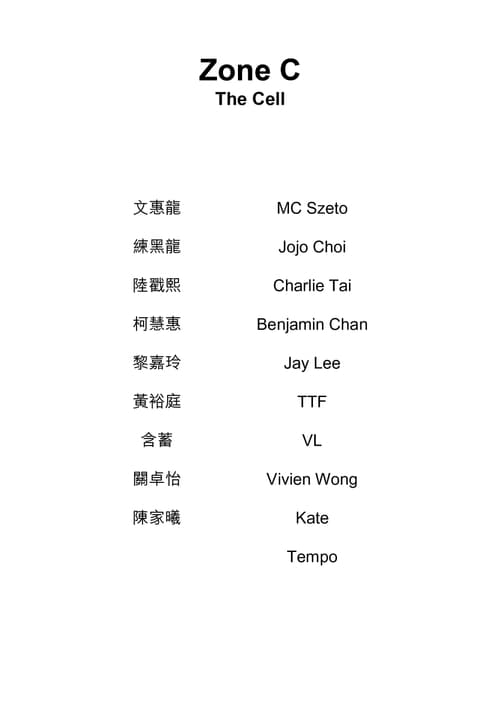 Zone C
The Cell
文惠龍 MC Szeto
練黑龍 Jojo Choi
陸戳熙 Charlie Tai
柯慧惠 Benjamin Chan
黎嘉玲 Jay Lee
黃裕庭 TTF
含蓄 VL
關卓怡 Vivien Wong
陳家曦 Kate
Tempo